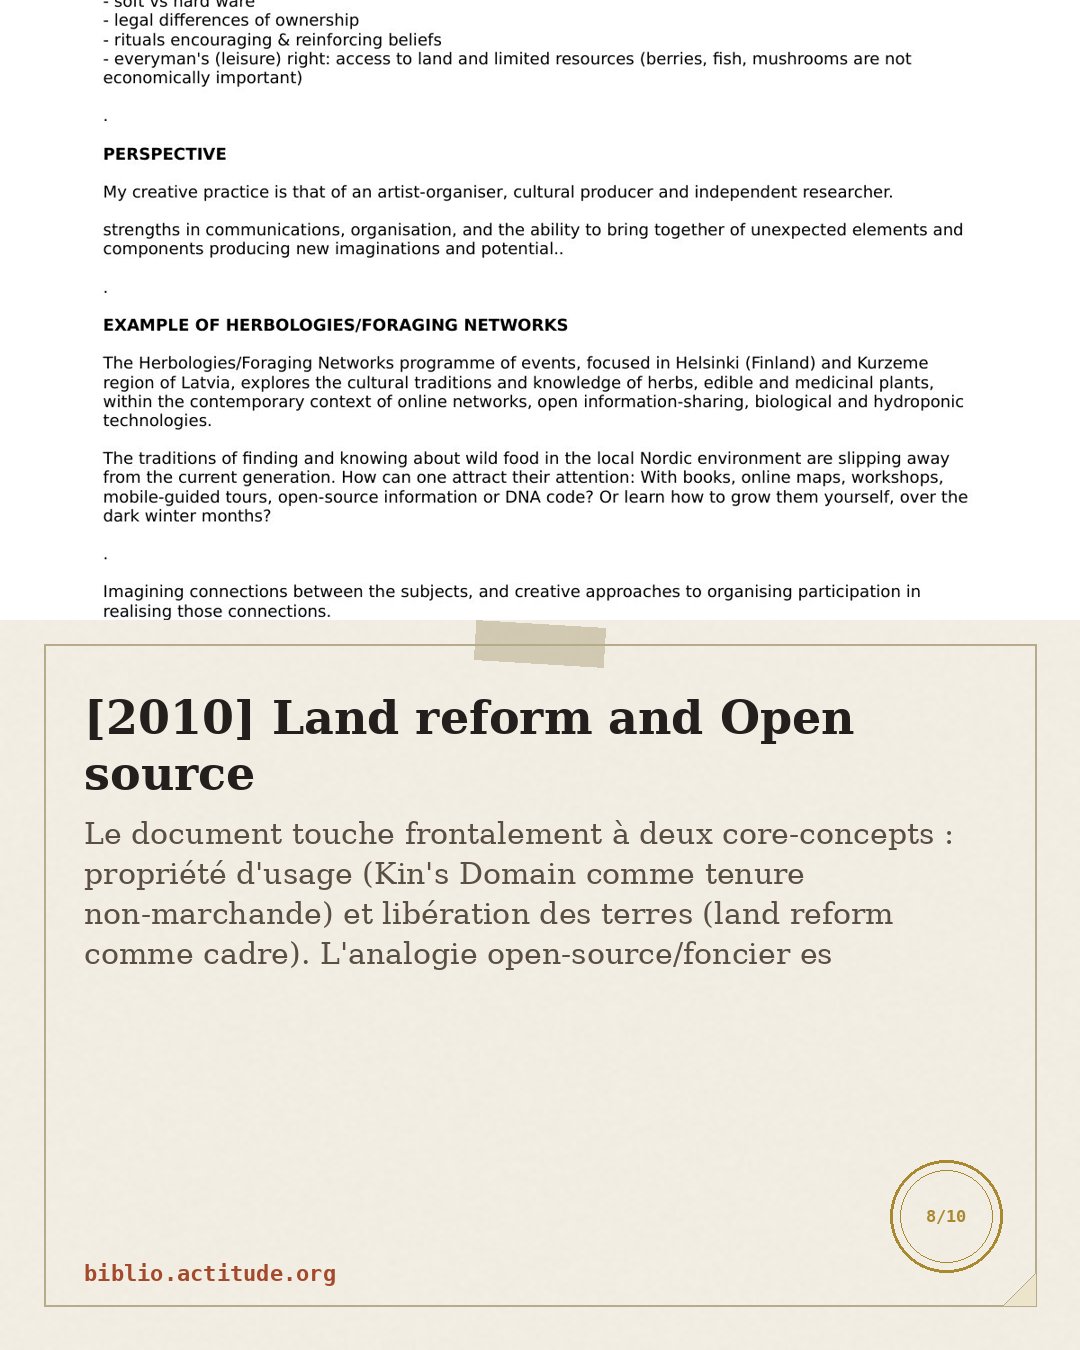 - soft vs hard ware
- legal differences of ownership
- rituals encouraging & reinforcing beliefs
- everyman's (leisure) right: access to land and limited resources (berries, fish, mushrooms are not
economically important)
.
PERSPECTIVE
My creative practice is that of an artist-organiser, cultural producer and independent researcher.
strengths in communications, organisation, and the ability to bring together of unexpected elements and
components producing new imaginations and potential..
.
EXAMPLE OF HERBOLOGIES/FORAGING NETWORKS
The Herbologies/Foraging Networks programme of events, focused in Helsinki (Finland) and Kurzeme
region of Latvia, explores the cultural traditions and knowledge of herbs, edible and medicinal plants,
within the contemporary context of online networks, open information-sharing, biological and hydroponic
technologies.
The traditions of finding and knowing about wild food in the local Nordic environment are slipping away
from the current generation. How can one attract their attention: With books, online maps, workshops,
mobile-guided tours, open-source information or DNA code? Or learn how to grow them yourself, over the
dark winter months?
.
Imagining connections between the subjects, and creative approaches to organising participation in
realising those connections.
[2010] Land reform and Open
source
Le document touche frontalement à deux core-concepts :
propriété d'usage (Kin's Domain comme tenure
non-marchande) et libération des terres (land reform
comme cadre). L'analogie open-source/foncier es
8/10
biblio.actitude.org